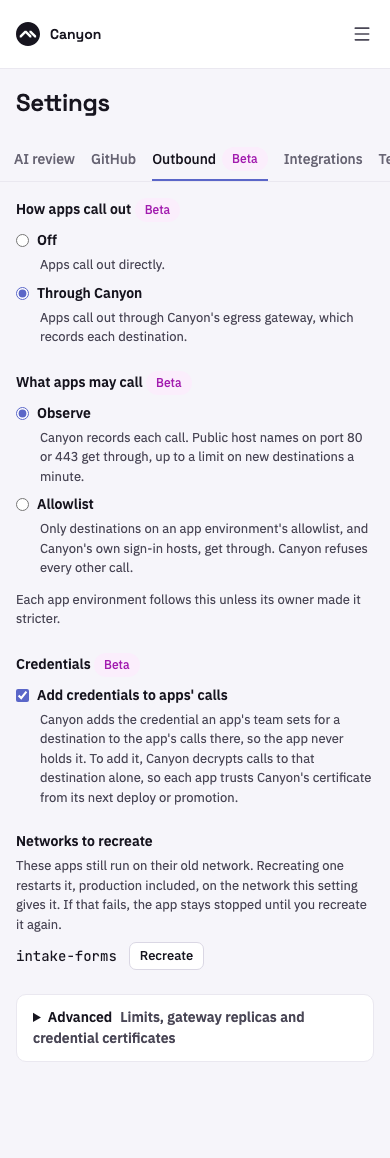 Canyon
Settings
AI review GitHub Outbound Beta Integrations
How apps call out Beta
Off
Apps call out directly.
Through Canyon
Apps call out through Canyon's egress gateway, which
records each destination.
What apps may call Beta
Observe
Canyon records each call. Public host names on port 80
or 443 get through, up to a limit on new destinations a
minute.
Allowlist
Only destinations on an app environment's allowlist, and
Canyon's own sign-in hosts, get through. Canyon refuses
every other call.
Each app environment follows this unless its owner made it
stricter.
Credentials Beta
Add credentials to apps' calls
Canyon adds the credential an app's team sets for a
destination to the app's calls there, so the app never
holds it. To add it, Canyon decrypts calls to that
destination alone, so each app trusts Canyon's certificate
from its next deploy or promotion.
Networks to recreate
These apps still run on their old network. Recreating one
restarts it, production included, on the network this setting
gives it. If that fails, the app stays stopped until you recreate
it again.
intake-forms Recreate
Advanced Limits, gateway replicas and
credential certificates